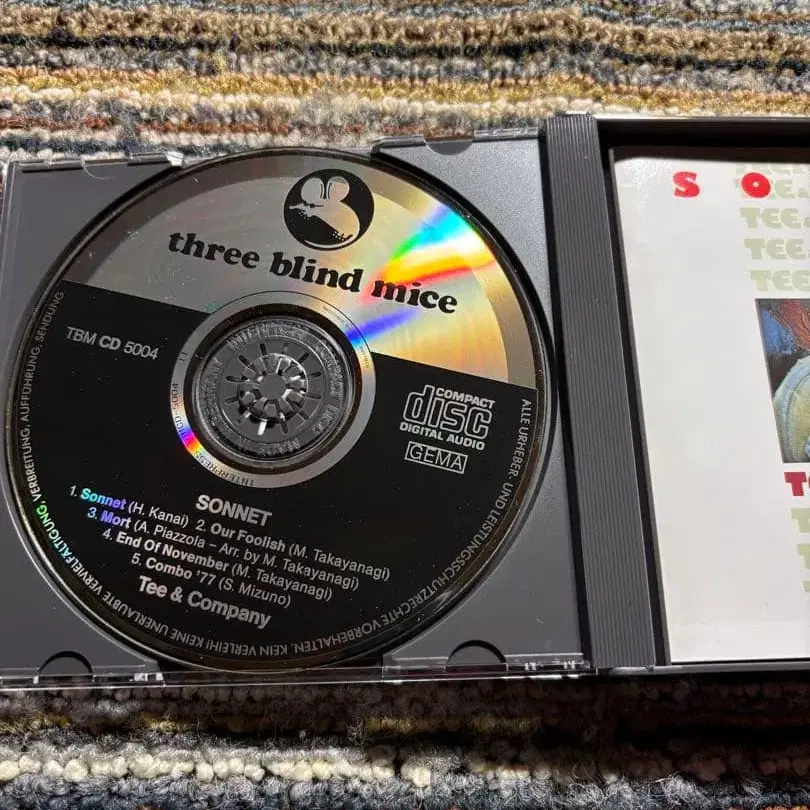 three blind mice
TBM CD 5004
COMPACT
disc
DIGITAL AUDIO
GEMA
SONNET
1. Sonnet (H. Kanai) 2. Our Foolish (M. Takayanagi)
3. Mort (A. Piazzola – Arr. by M. Takayanagi)
4. End Of November (M. Takayanagi)
5. Combo '77 (S. Mizuno)
Tee & Company
ALLE URHEBER- UND LEISTUNGSSCHUTZRECHTE VORBEHALTEN. KEIN VERLEIH! KEINE UNERLAUBTE VERVIELFÄLTIGUNG, VERBREITUNG, AUFFÜHRUNG, SENDUNG
INTERPRESS
S O
TEE
TEE
TEE
TEE